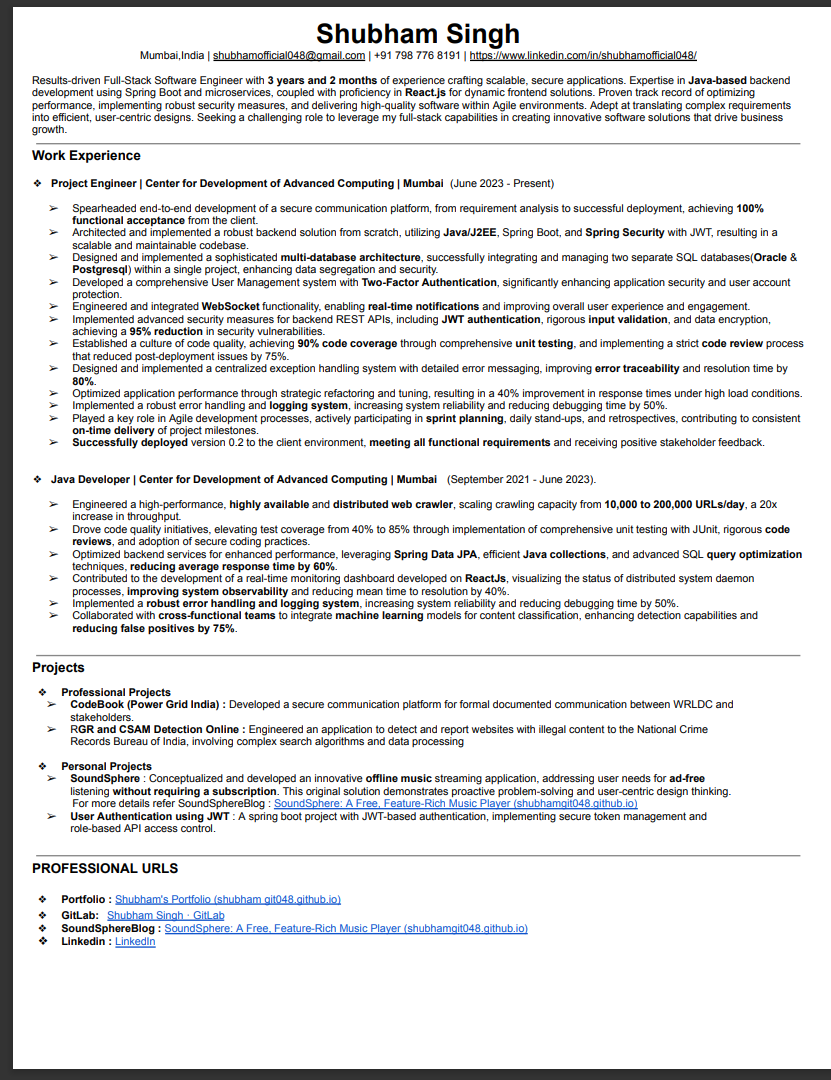 Shubham Singh
Mumbai,India | shubhamofficial048@gmail.com | +91 798 776 8191 | https://www.linkedin.com/in/shubhamofficial048/
Results-driven Full-Stack Software Engineer with 3 years and 2 months of experience crafting scalable, secure applications. Expertise in Java-based backend
development using Spring Boot and microservices, coupled with proficiency in React.js for dynamic frontend solutions. Proven track record of optimizing
performance, implementing robust security measures, and delivering high-quality software within Agile environments. Adept at translating complex requirements
into efficient, user-centric designs. Seeking a challenging role to leverage my full-stack capabilities in creating innovative software solutions that drive business
growth.
Work Experience
❖ Project Engineer | Center for Development of Advanced Computing | Mumbai (June 2023 - Present)
➢ Spearheaded end-to-end development of a secure communication platform, from requirement analysis to successful deployment, achieving 100%
functional acceptance from the client.
➢ Architected and implemented a robust backend solution from scratch, utilizing Java/J2EE, Spring Boot, and Spring Security with JWT, resulting in a
scalable and maintainable codebase.
➢ Designed and implemented a sophisticated multi-database architecture, successfully integrating and managing two separate SQL databases(Oracle &
Postgresql) within a single project, enhancing data segregation and security.
➢ Developed a comprehensive User Management system with Two-Factor Authentication, significantly enhancing application security and user account
protection.
➢ Engineered and integrated WebSocket functionality, enabling real-time notifications and improving overall user experience and engagement.
➢ Implemented advanced security measures for backend REST APIs, including JWT authentication, rigorous input validation, and data encryption,
achieving a 95% reduction in security vulnerabilities.
➢ Established a culture of code quality, achieving 90% code coverage through comprehensive unit testing, and implementing a strict code review process
that reduced post-deployment issues by 75%.
➢ Designed and implemented a centralized exception handling system with detailed error messaging, improving error traceability and resolution time by
80%.
➢ Optimized application performance through strategic refactoring and tuning, resulting in a 40% improvement in response times under high load conditions.
➢ Implemented a robust error handling and logging system, increasing system reliability and reducing debugging time by 50%.
➢ Played a key role in Agile development processes, actively participating in sprint planning, daily stand-ups, and retrospectives, contributing to consistent
on-time delivery of project milestones.
➢ Successfully deployed version 0.2 to the client environment, meeting all functional requirements and receiving positive stakeholder feedback.
❖ Java Developer | Center for Development of Advanced Computing | Mumbai (September 2021 - June 2023).
➢ Engineered a high-performance, highly available and distributed web crawler, scaling crawling capacity from 10,000 to 200,000 URLs/day, a 20x
increase in throughput.
➢ Drove code quality initiatives, elevating test coverage from 40% to 85% through implementation of comprehensive unit testing with JUnit, rigorous code
reviews, and adoption of secure coding practices.
➢ Optimized backend services for enhanced performance, leveraging Spring Data JPA, efficient Java collections, and advanced SQL query optimization
techniques, reducing average response time by 60%.
➢ Contributed to the development of a real-time monitoring dashboard developed on ReactJs, visualizing the status of distributed system daemon
processes, improving system observability and reducing mean time to resolution by 40%.
➢ Implemented a robust error handling and logging system, increasing system reliability and reducing debugging time by 50%.
➢ Collaborated with cross-functional teams to integrate machine learning models for content classification, enhancing detection capabilities and
reducing false positives by 75%.
Projects
❖ Professional Projects
➢ CodeBook (Power Grid India) : Developed a secure communication platform for formal documented communication between WRLDC and
stakeholders.
➢ RGR and CSAM Detection Online : Engineered an application to detect and report websites with illegal content to the National Crime
Records Bureau of India, involving complex search algorithms and data processing
❖ Personal Projects
➢ SoundSphere : Conceptualized and developed an innovative offline music streaming application, addressing user needs for ad-free
listening without requiring a subscription. This original solution demonstrates proactive problem-solving and user-centric design thinking.
For more details refer SoundSphereBlog : SoundSphere: A Free, Feature-Rich Music Player (shubhamgit048.github.io)
➢ User Authentication using JWT : A spring boot project with JWT-based authentication, implementing secure token management and
role-based API access control.
PROFESSIONAL URLS
❖ Portfolio : Shubham's Portfolio (shubham git048.github.io)
❖ GitLab: Shubham Singh · GitLab
❖ SoundSphereBlog : SoundSphere: A Free, Feature-Rich Music Player (shubhamgit048.github.io)
❖ Linkedin : LinkedIn